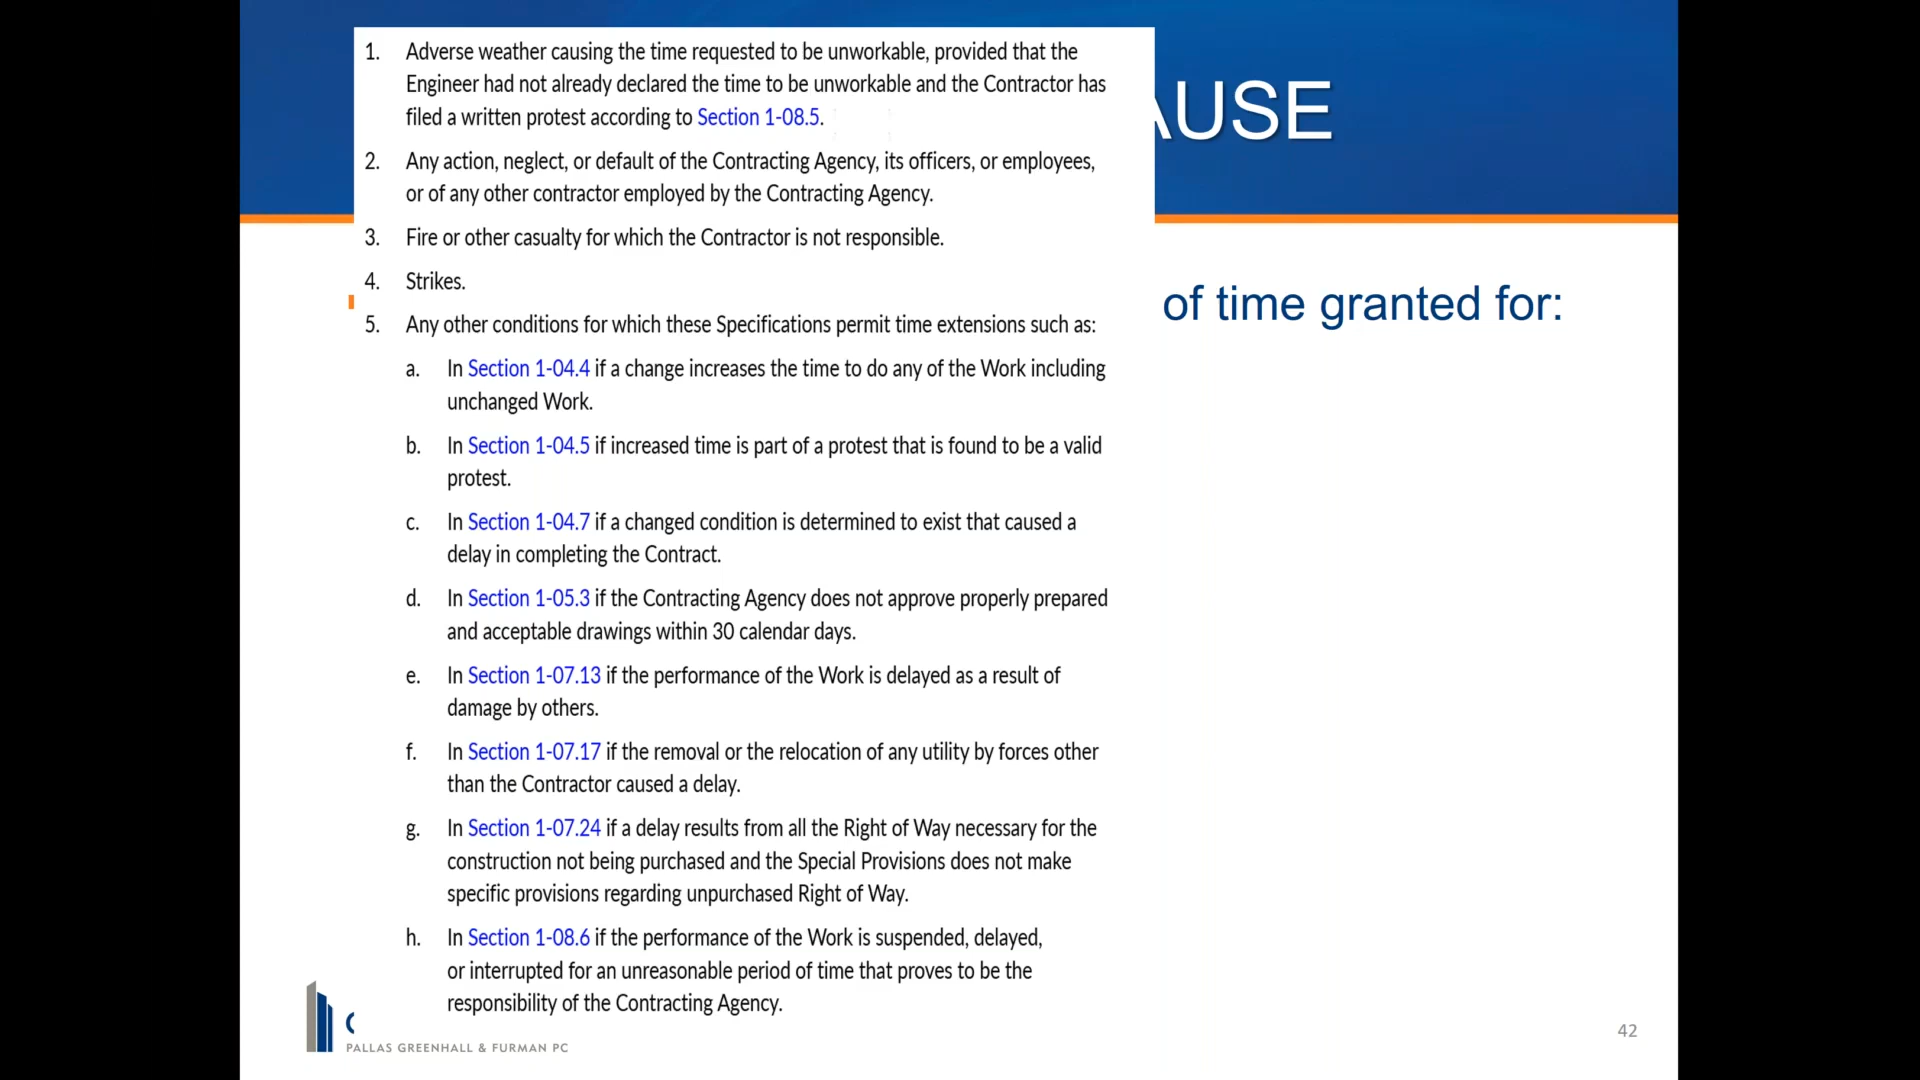 1. Adverse weather causing the time requested to be unworkable, provided that the
Engineer had not already declared the time to be unworkable and the Contractor has
filed a written protest according to Section 1-08.5.
AUSE
2. Any action, neglect, or default of the Contracting Agency, its officers, or employees,
or of any other contractor employed by the Contracting Agency.
3. Fire or other casualty for which the Contractor is not responsible.
4. Strikes.
of time granted for:
5. Any other conditions for which these Specifications permit time extensions such as:
a. In Section 1-04.4 if a change increases the time to do any of the Work including
unchanged Work.
b. In Section 1-04.5 if increased time is part of a protest that is found to be a valid
protest.
c. In Section 1-04.7 if a changed condition is determined to exist that caused a
delay in completing the Contract.
d. In Section 1-05.3 if the Contracting Agency does not approve properly prepared
and acceptable drawings within 30 calendar days.
e. In Section 1-07.13 if the performance of the Work is delayed as a result of
damage by others.
f. In Section 1-07.17 if the removal or the relocation of any utility by forces other
than the Contractor caused a delay.
g. In Section 1-07.24 if a delay results from all the Right of Way necessary for the
construction not being purchased and the Special Provisions does not make
specific provisions regarding unpurchased Right of Way.
h. In Section 1-08.6 if the performance of the Work is suspended, delayed,
or interrupted for an unreasonable period of time that proves to be the
responsibility of the Contracting Agency.
PALLAS GREENHALL & FURMAN PC
42